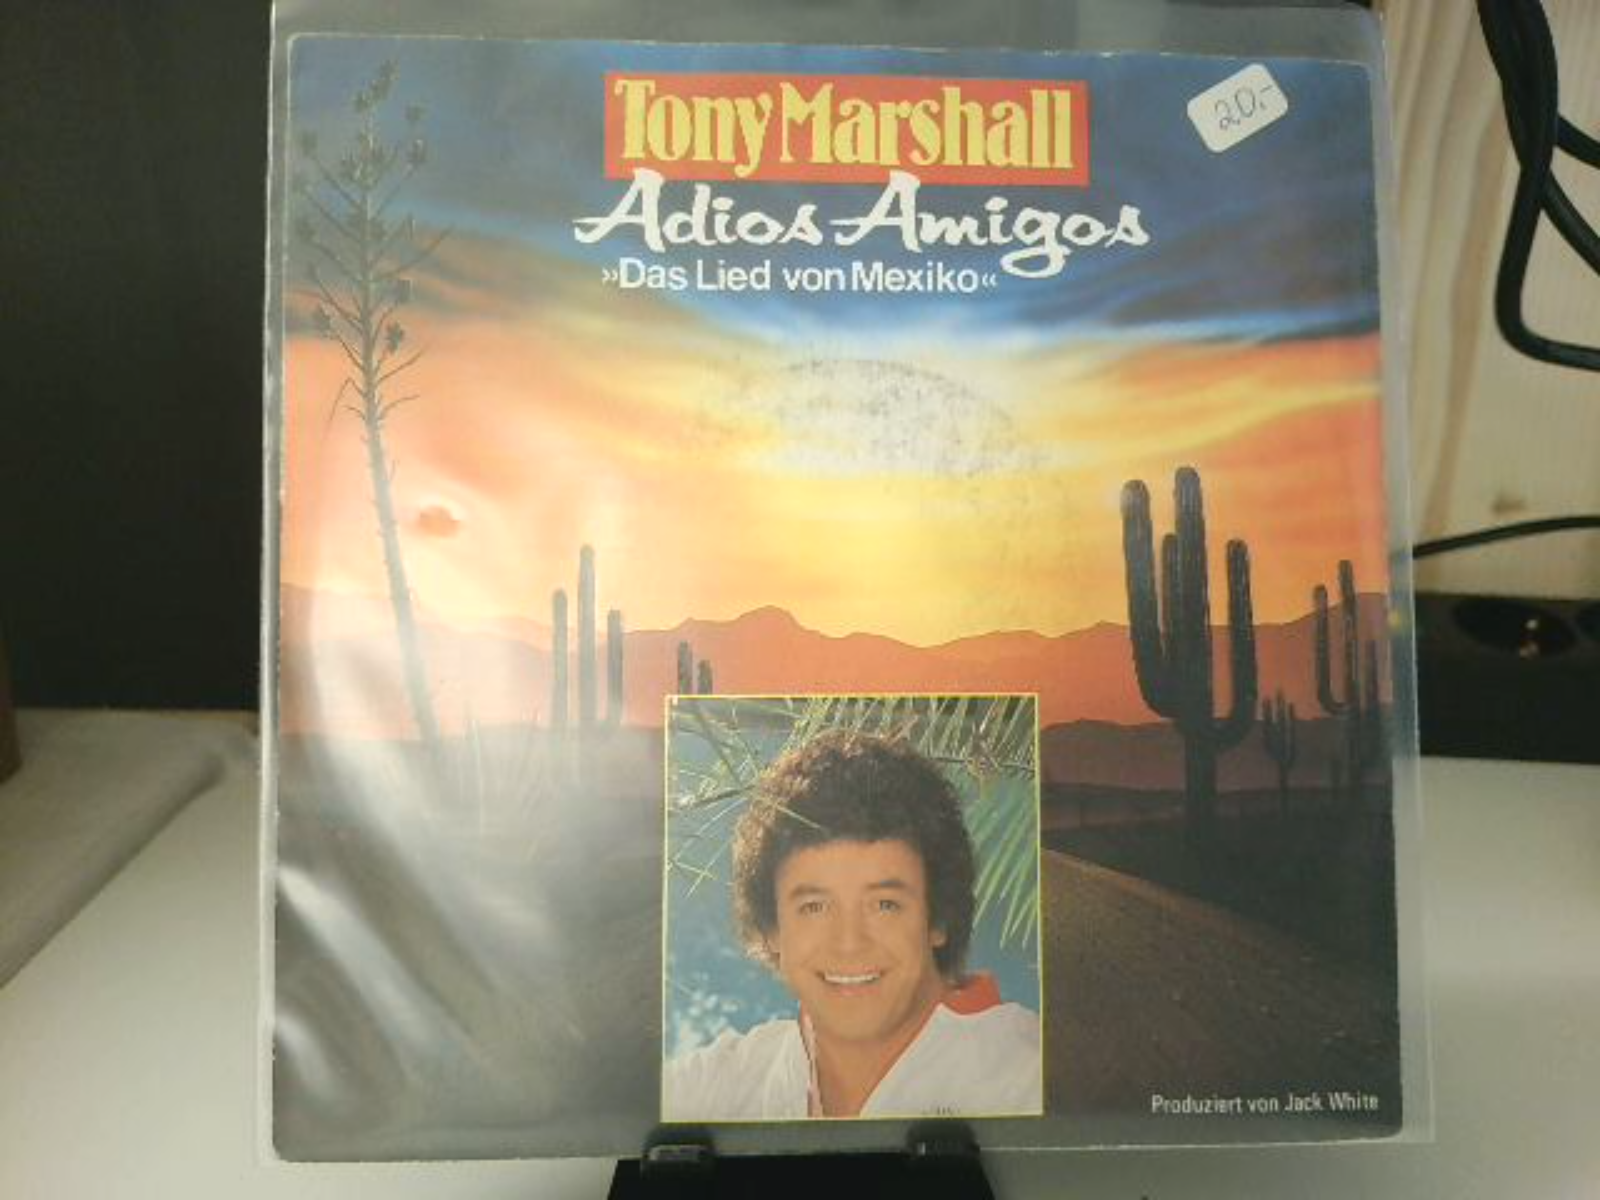 Tony Marshall
20,-
Adios Amigos
»Das Lied von Mexiko«
Produziert von Jack White